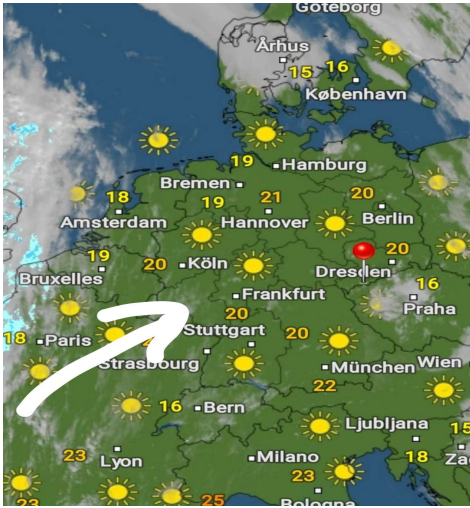 Göteborg
Århus
15
16
København
19
Hamburg
Bremen
18
19
21
20
Amsterdam
Hannover
Berlin
19
20
Köln
20
Bruxelles
Dresden
16
Frankfurt
Praha
20
18
Paris
Stuttgart
20
Strasbourg
München
Wien
22
16
Bern
Ljubljana
15
23
Lyon
Milano
18
Za
23
23
25
Bologna